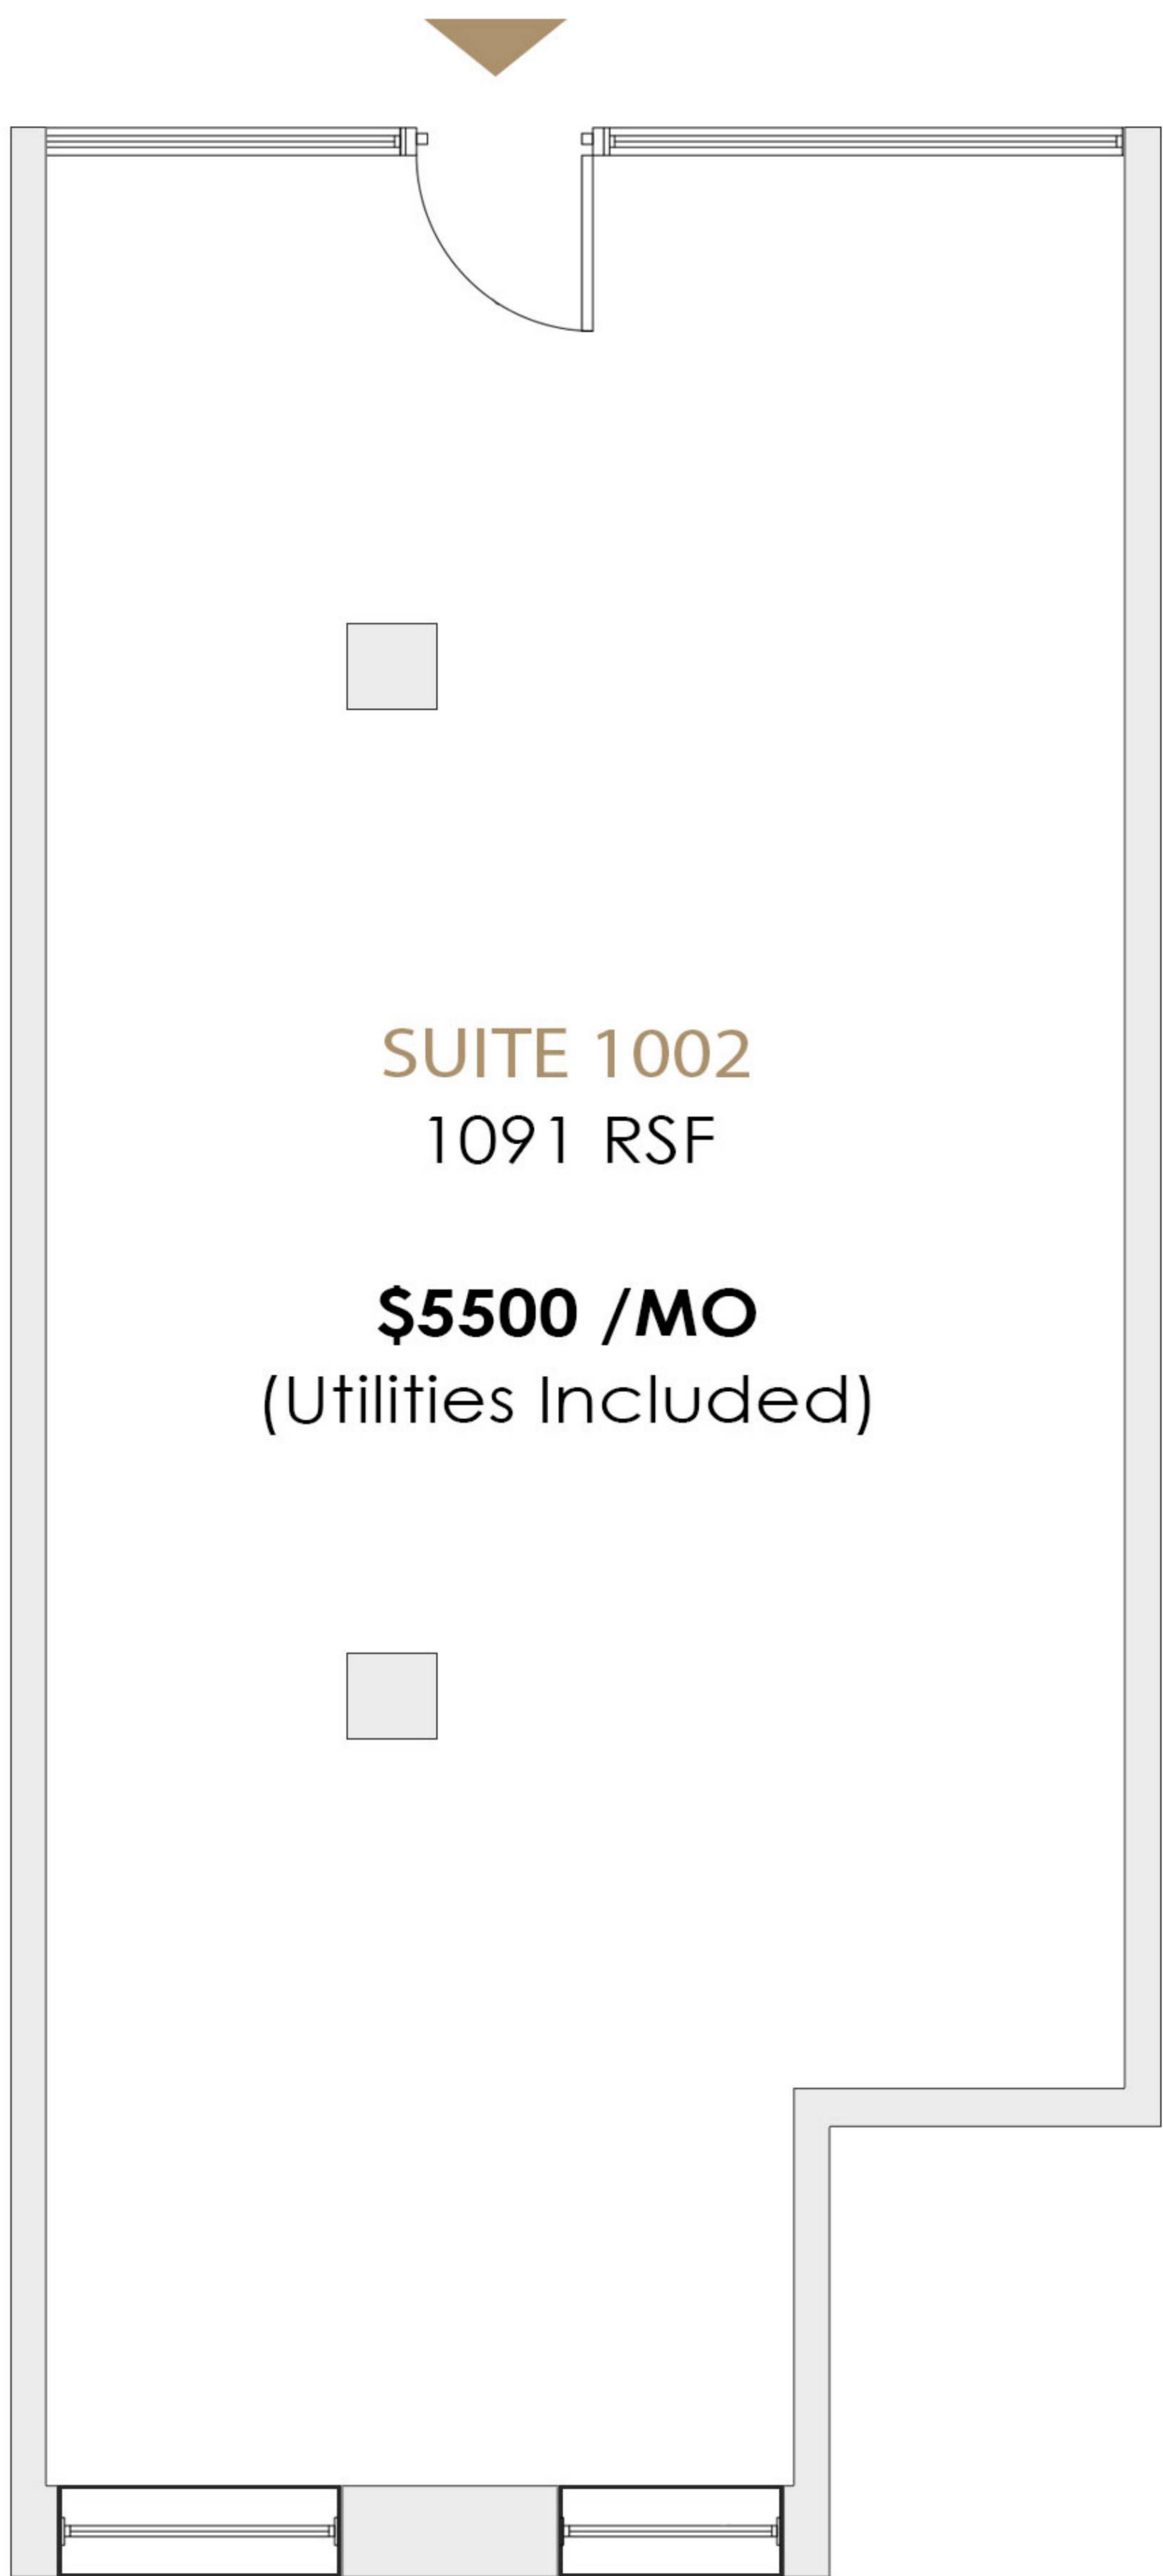 SUITE 1002
1091 RSF
$5500 /MO
(Utilities Included)